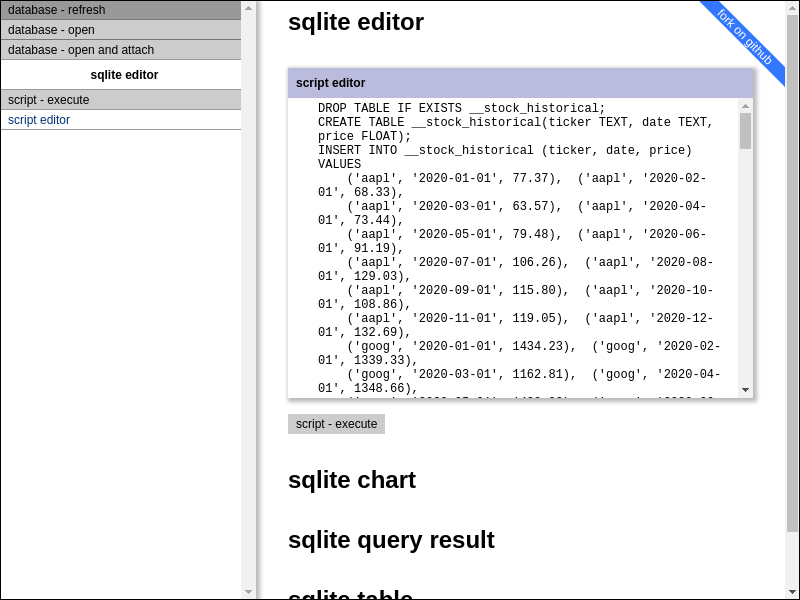 database - refresh
database - open
database - open and attach
sqlite editor
script - execute
script editor
sqlite editor
fork on github
script editor
DROP TABLE IF EXISTS __stock_historical;
CREATE TABLE __stock_historical(ticker TEXT, date TEXT,
price FLOAT);
INSERT INTO __stock_historical (ticker, date, price)
VALUES
    ('aapl', '2020-01-01', 77.37),  ('aapl', '2020-02-
01', 68.33),
    ('aapl', '2020-03-01', 63.57),  ('aapl', '2020-04-
01', 73.44),
    ('aapl', '2020-05-01', 79.48),  ('aapl', '2020-06-
01', 91.19),
    ('aapl', '2020-07-01', 106.26),  ('aapl', '2020-08-
01', 129.03),
    ('aapl', '2020-09-01', 115.80),  ('aapl', '2020-10-
01', 108.86),
    ('aapl', '2020-11-01', 119.05),  ('aapl', '2020-12-
01', 132.69),
    ('goog', '2020-01-01', 1434.23),  ('goog', '2020-02-
01', 1339.33),
    ('goog', '2020-03-01', 1162.81),  ('goog', '2020-04-
01', 1348.66),
script - execute
sqlite chart
sqlite query result
sqlite table